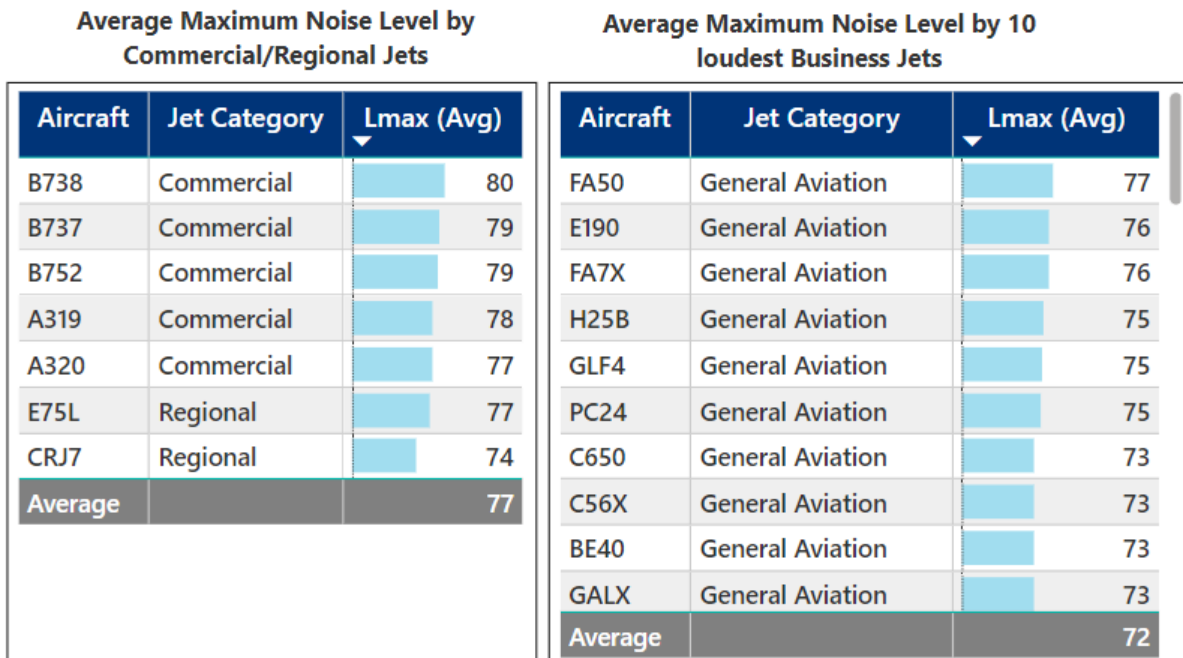 Average Maximum Noise Level by
Commercial/Regional Jets
Aircraft Jet Category Lmax (Avg)
B738 Commercial 80
B737 Commercial 79
B752 Commercial 79
A319 Commercial 78
A320 Commercial 77
E75L Regional 77
CRJ7 Regional 74
Average 77
Average Maximum Noise Level by 10
loudest Business Jets
Aircraft Jet Category Lmax (Avg)
FA50 General Aviation 77
E190 General Aviation 76
FA7X General Aviation 76
H25B General Aviation 75
GLF4 General Aviation 75
PC24 General Aviation 75
C650 General Aviation 73
C56X General Aviation 73
BE40 General Aviation 73
GALX General Aviation 73
Average 72